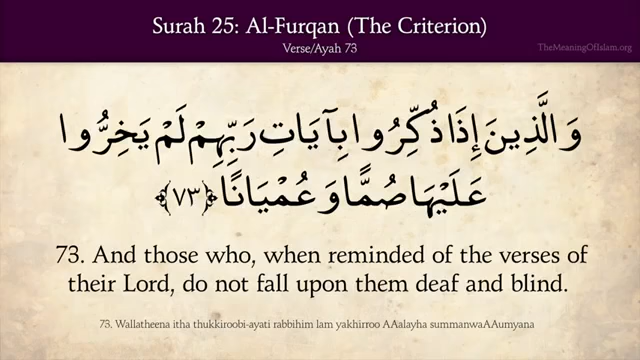 Surah 25: Al-Furqan (The Criterion)
Verse/Ayah 73
TheMeaningOfIslam.org
وَالَّذِينَ إِذَا ذُكِّرُوا بِآيَاتِ رَبِّهِمْ لَمْ يَخِرُّوا
عَلَيْهَا صُمًّا وَعُمْيَانًا ﴿٧٣﴾
73. And those who, when reminded of the verses of
their Lord, do not fall upon them deaf and blind.
73. Wallatheena itha thukkiroobi-ayati rabbihim lam yakhirroo AAalayha summanwaAAumyana